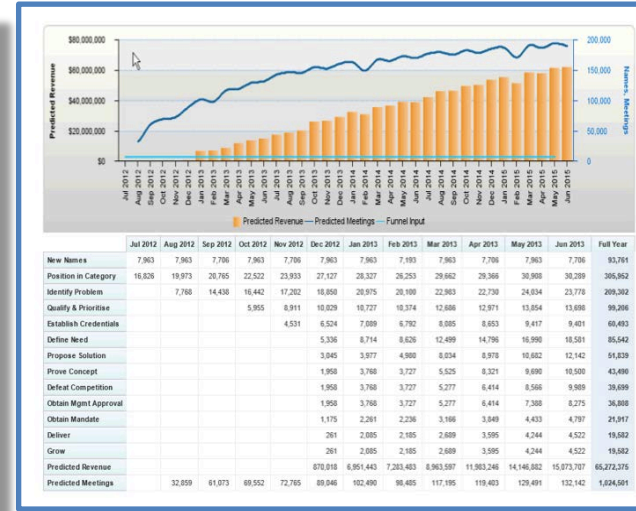 $80,000,000
$60,000,000
$40,000,000
$20,000,000
$0
Predicted Revenue
200,000
150,000
100,000
50,000
0
Names, Meetings
Jul 2012 Aug 2012 Sep 2012 Oct 2012 Nov 2012 Dec 2012 Jan 2013 Feb 2013 Mar 2013 Apr 2013 May 2013 Jun 2013 Jul 2013 Aug 2013 Sep 2013 Oct 2013 Nov 2013 Dec 2013 Jan 2014 Feb 2014 Mar 2014 Apr 2014 May 2014 Jun 2014 Jul 2014 Aug 2014 Sep 2014 Oct 2014 Nov 2014 Dec 2014 Jan 2015 Feb 2015 Mar 2015 Apr 2015 May 2015 Jun 2015
Predicted Revenue Predicted Meetings Funnel Input
Jul 2012 Aug 2012 Sep 2012 Oct 2012 Nov 2012 Dec 2012 Jan 2013 Feb 2013 Mar 2013 Apr 2013 May 2013 Jun 2013 Full Year
New Names 7,963 7,963 7,706 7,963 7,706 7,963 7,963 7,193 7,963 7,706 7,963 7,706 93,761
Position in Category 16,826 19,973 20,765 22,522 23,933 27,127 28,327 26,253 29,662 29,366 30,908 30,289 305,952
Identify Problem 7,768 14,438 16,442 17,020 18,850 20,975 20,100 22,983 22,730 24,034 23,778 209,302
Qualify & Prioritise 5,955 8,911 10,029 10,727 10,374 12,686 12,971 13,854 13,698 99,206
Establish Credentials 4,531 6,524 7,089 6,792 8,085 8,653 9,417 9,401 60,493
Define Need 5,336 8,714 8,626 12,499 14,796 16,990 18,581 85,542
Propose Solution 3,045 3,977 4,988 8,034 8,978 10,682 12,142 51,839
Prove Concept 1,958 3,768 3,727 5,525 8,321 9,690 10,500 43,490
Defeat Competition 1,958 3,768 3,727 5,277 6,414 8,566 9,989 39,699
Obtain Mgmt Approval 1,958 3,768 3,727 5,277 6,414 7,388 8,275 36,808
Obtain Mandate 1,175 2,261 2,236 3,166 3,849 4,433 4,797 21,917
Deliver 261 2,085 2,185 2,689 3,595 4,244 4,522 19,582
Grow 261 2,085 2,185 2,689 3,595 4,244 4,522 19,582
Predicted Revenue 870,018 6,951,443 7,283,483 8,963,597 11,983,246 14,146,882 15,073,707 65,272,375
Predicted Meetings 32,859 61,073 69,552 72,765 89,046 102,490 98,485 117,195 119,403 129,491 132,142 1,024,501